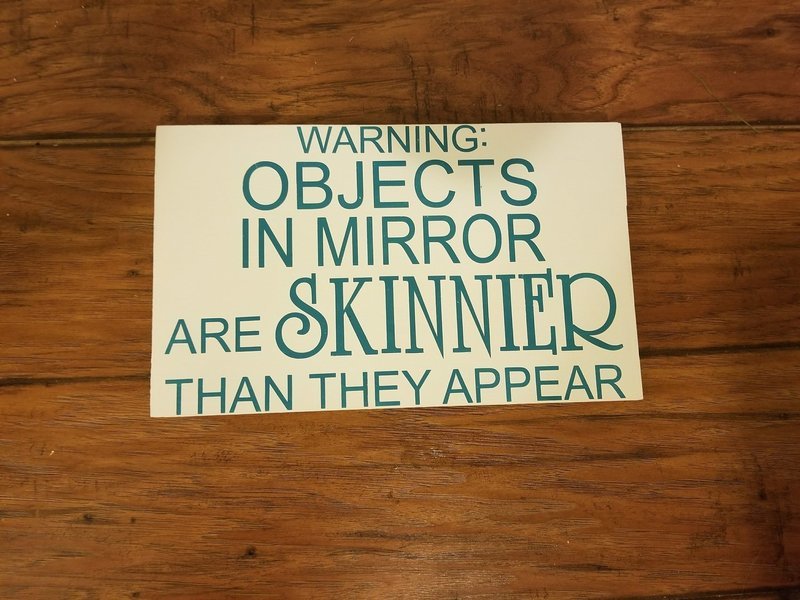 WARNING:
OBJECTS
IN MIRROR
ARE SKINNIER
THAN THEY APPEAR